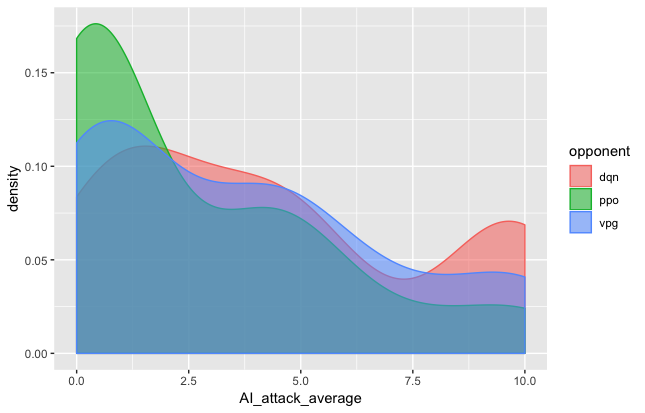 density
0.15
0.10
0.05
0.00
0.0 2.5 5.0 7.5 10.0
AI_attack_average
opponent
dqn
ppo
vpg